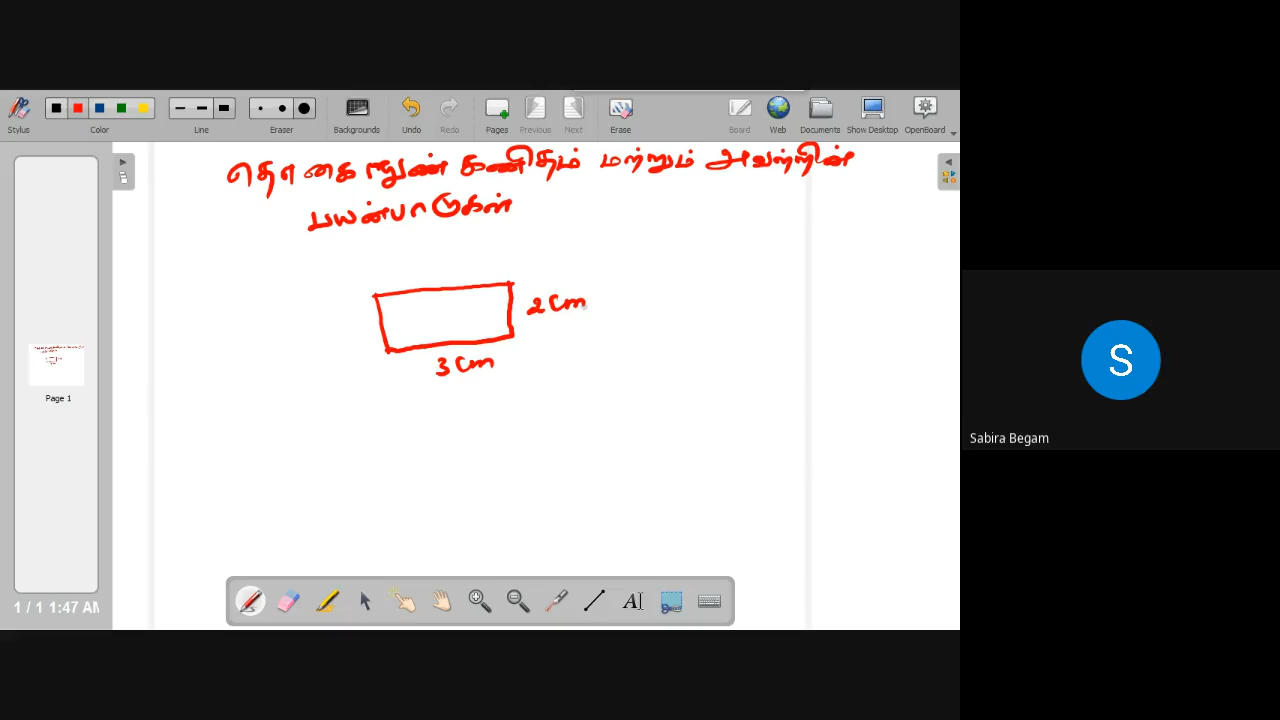 Stylus
Color
Line
Eraser
Backgrounds
Undo
Redo
Pages
Previous
Next
Erase
Board
Web
Documents
Show Desktop
OpenBoard
தொகைநுண் கணிதம் மற்றும் அவற்றின்
பயன்பாடுகள்
2 cm
3 cm
Page 1
1 / 1 1:47 AM
Sabira Begam
S